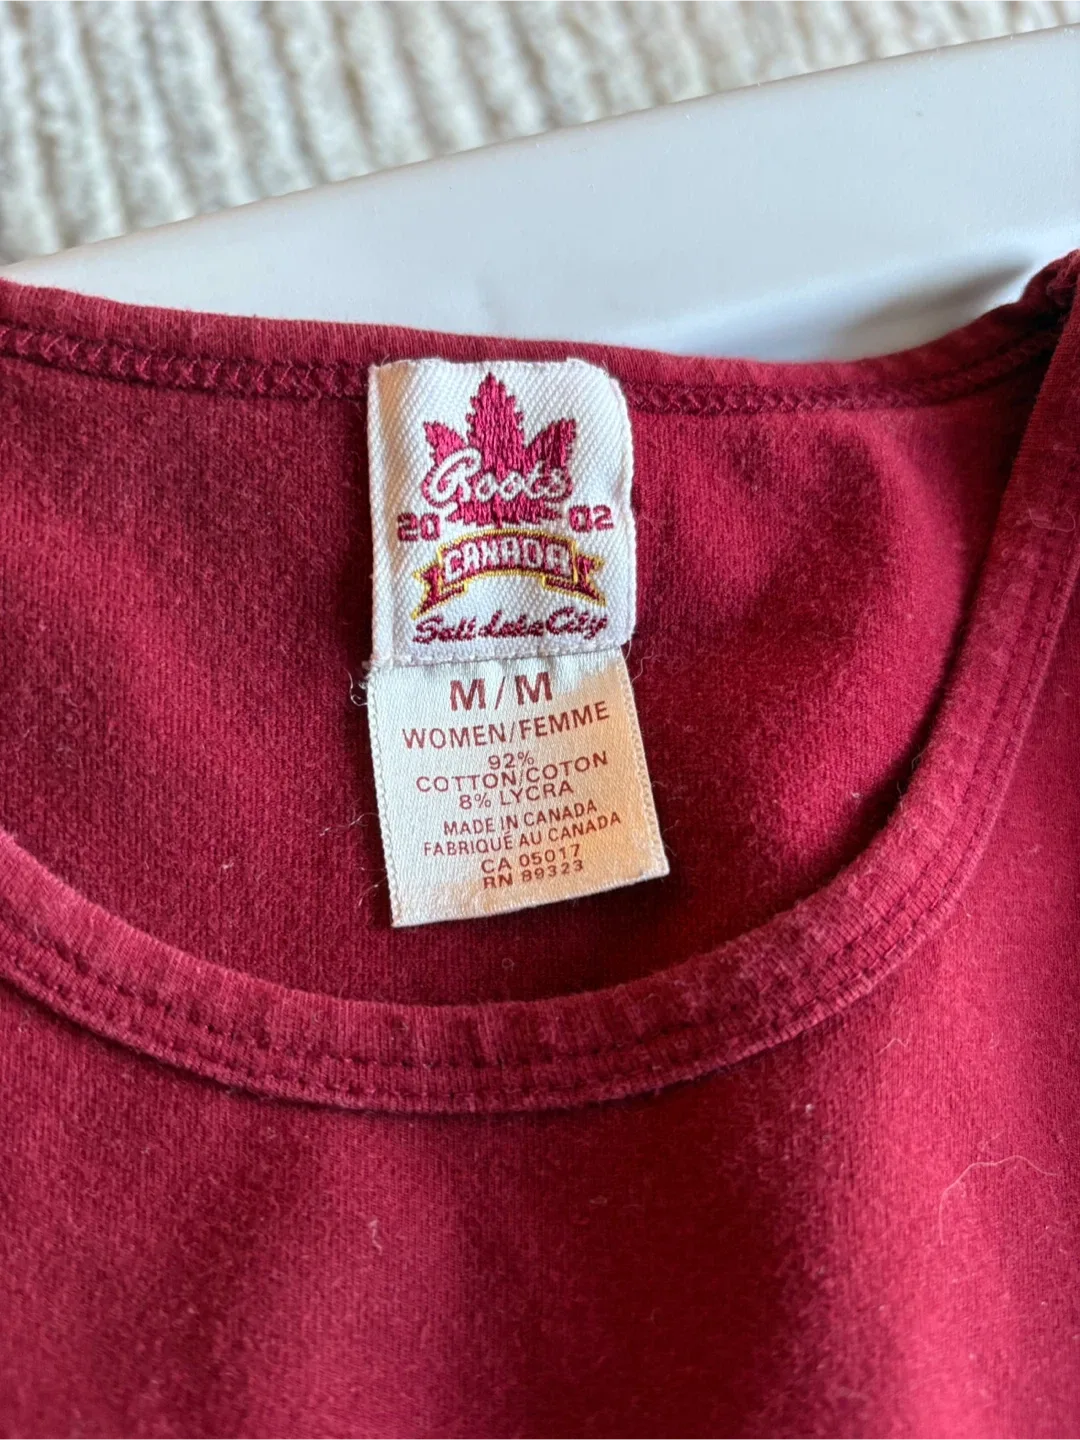 Roots
20 02
CANADA
Salt Lake City
M/M
WOMEN/FEMME
92%
COTTON/COTON
8% LYCRA
MADE IN CANADA
FABRIQUÉ AU CANADA
CA 05017
RN 89323